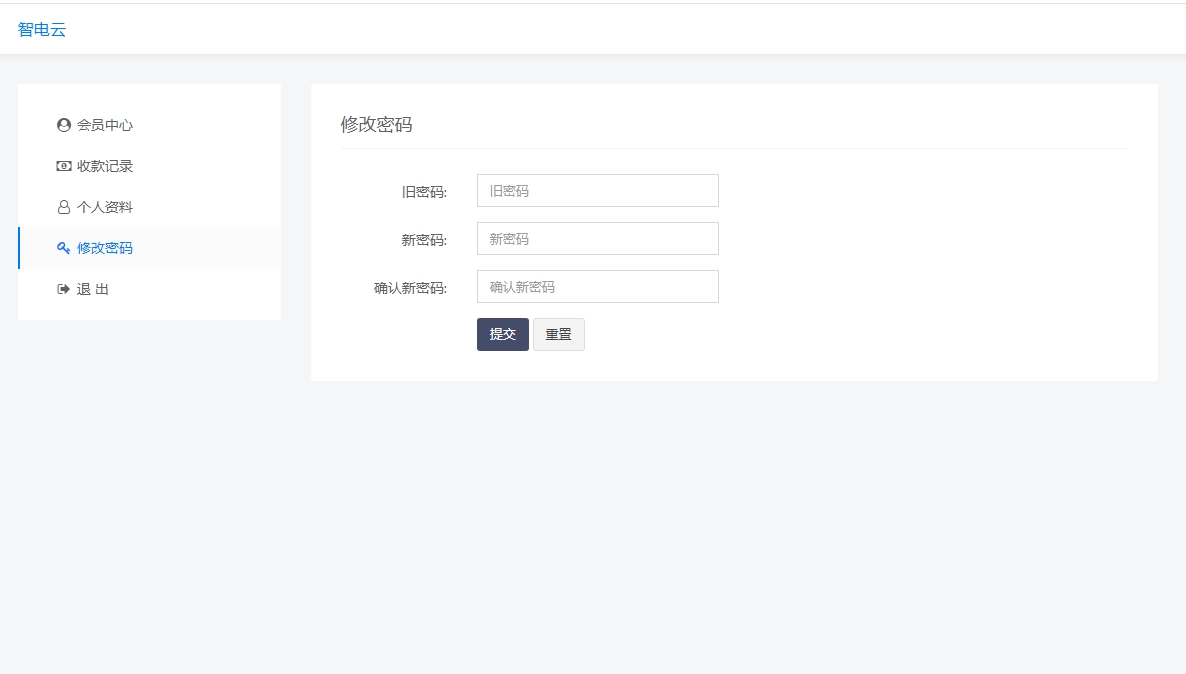 智电云
会员中心
收款记录
个人资料
修改密码
退 出
修改密码
旧密码: 旧密码
新密码: 新密码
确认新密码: 确认新密码
提交 重置